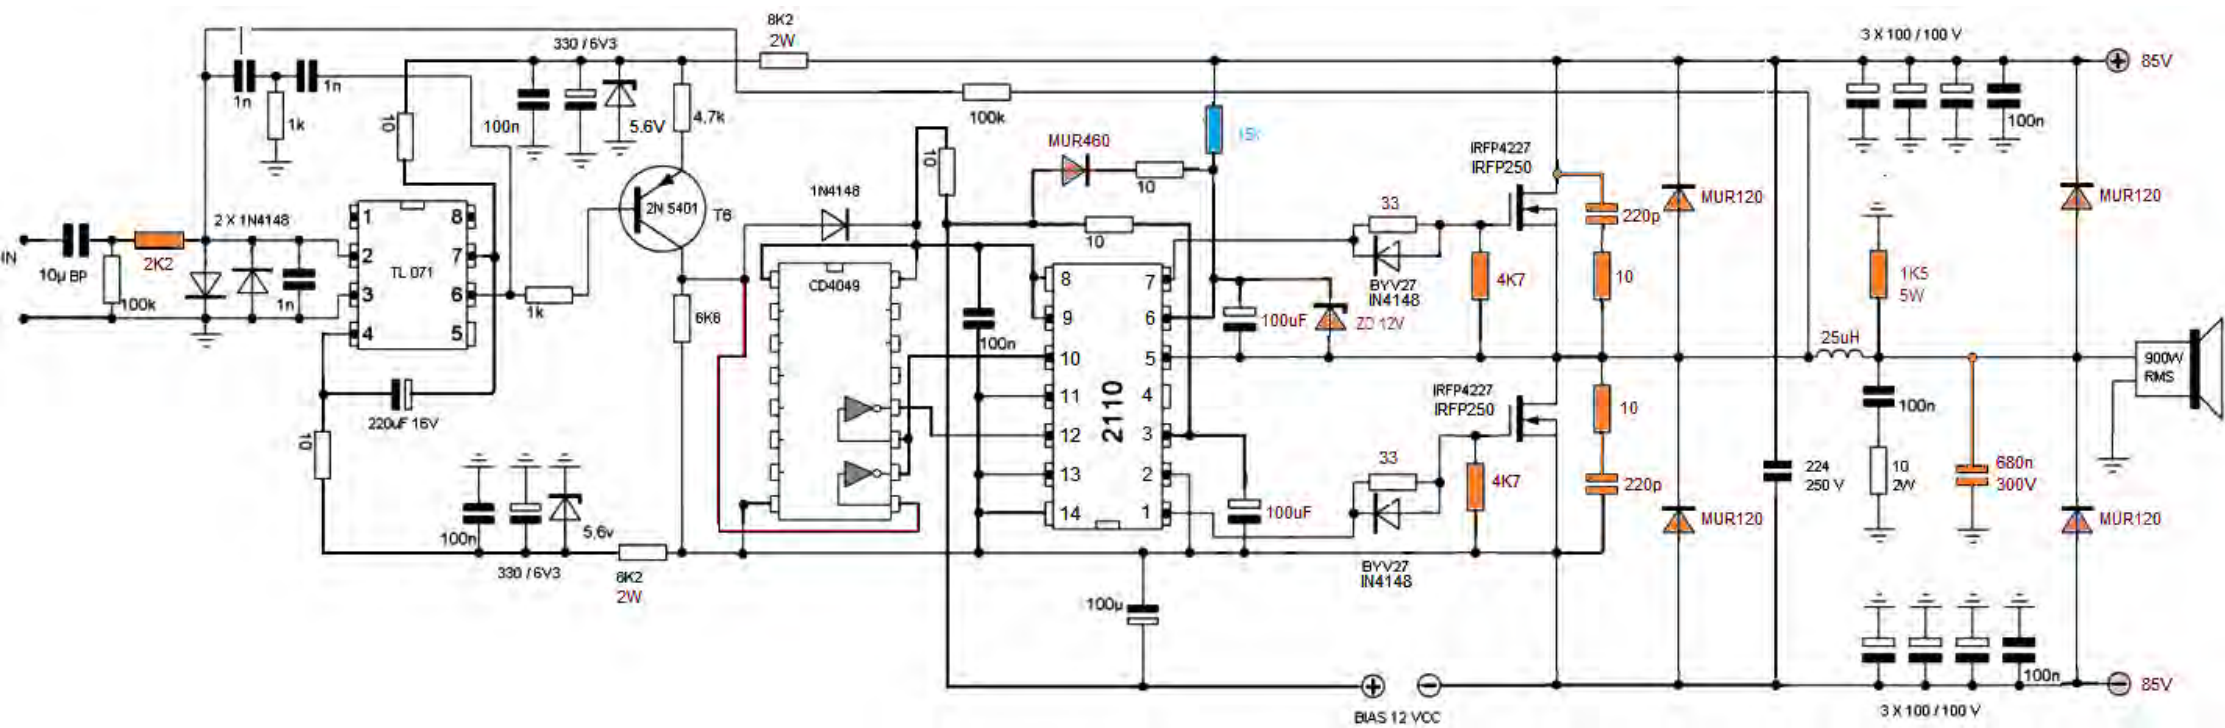 8K2
2W
330 / 6V3
3 X 100 / 100 V
85V
1n
1n
1k
10
100n
5.6V
4.7k
100k
100n
MUR460
10
10
IRFP4227
IRFP250
1N4148
2N 5401
T6
2 X 1N4148
MUR120
MUR120
33
220p
IN
10µ BP
2K2
100k
1n
TL 071
1
2
3
4
8
7
6
5
1k
6K6
CD4049
10
100n
8
9
10
11
12
13
14
7
6
5
4
3
2
1
2110
BYV27
IN4148
4K7
10
100uF
ZD 12V
1K5
5W
25uH
900W
RMS
220uF 16V
10
IRFP4227
IRFP250
10
100n
33
4K7
220p
224
250 V
10
2W
680n
300V
100n
5,6v
330 / 6V3
8K2
2W
100uF
MUR120
MUR120
BYV27
IN4148
100µ
BIAS 12 VCC
100n
85V
3 X 100 / 100 V